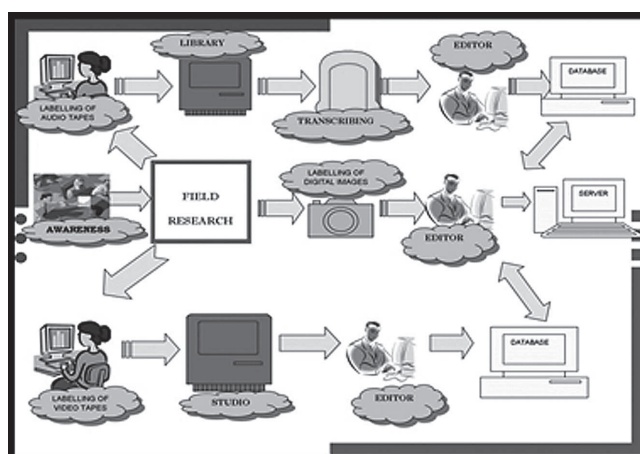 LIBRARY
EDITOR
DATABASE
LABELLING OF
AUDIO TAPES
TRANSCRIBING
LABELLING OF
DIGITAL IMAGES
FIELD
RESEARCH
SERVER
AWARENESS
EDITOR
DATABASE
LABELLING OF
VIDEO TAPES
STUDIO
EDITOR